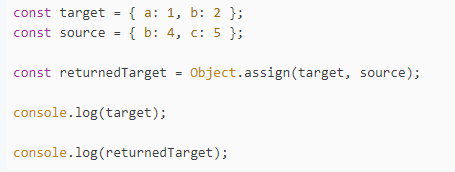 const target = { a: 1, b: 2 };
const source = { b: 4, c: 5 };
const returnedTarget = Object.assign(target, source);
console.log(target);
console.log(returnedTarget);